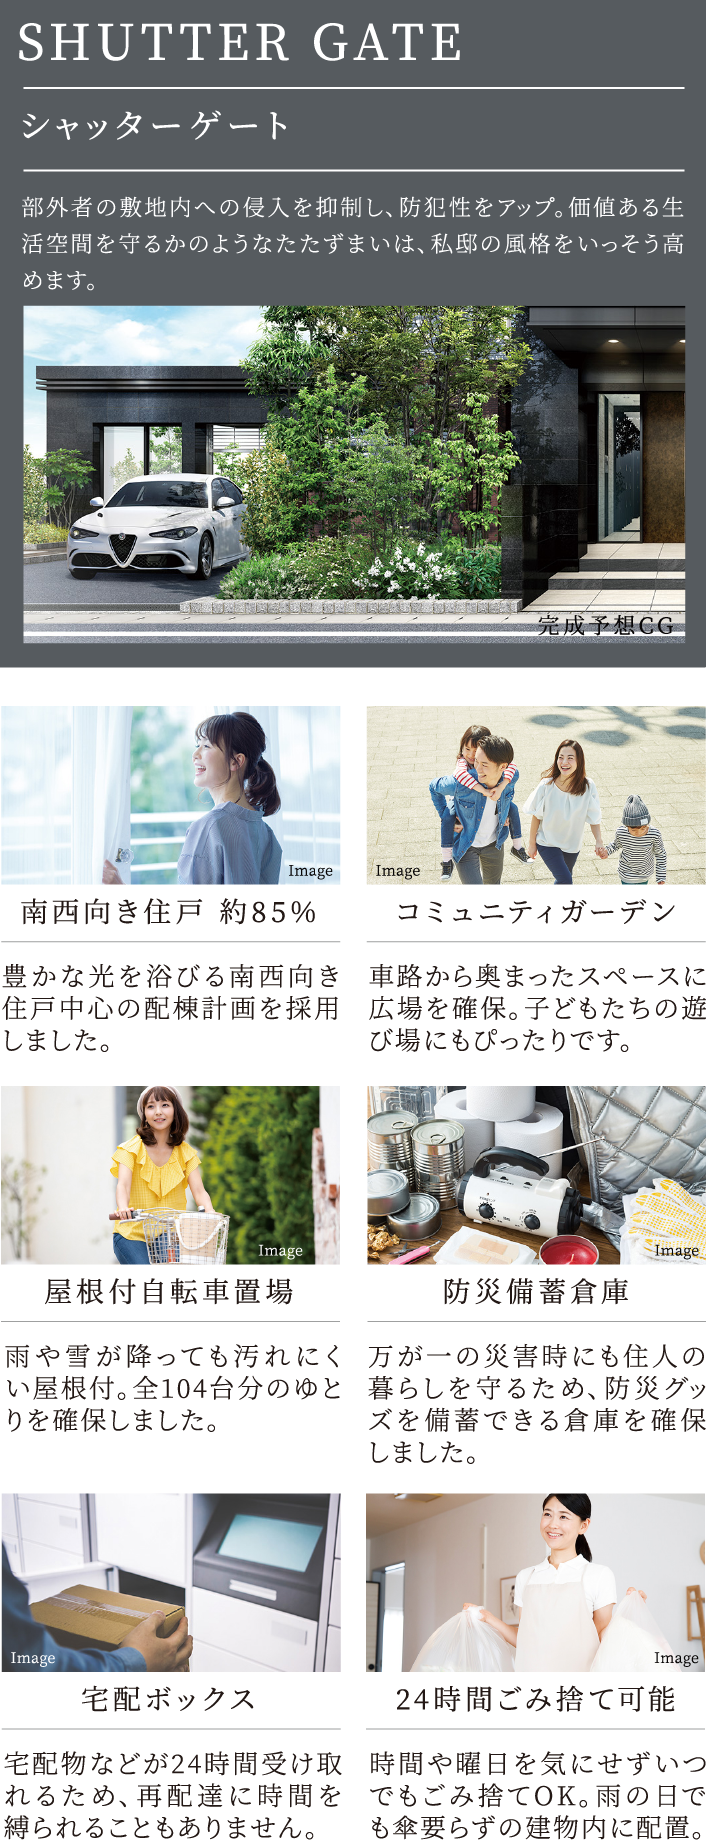 SHUTTER GATE
シャッターゲート
部外者の敷地内への侵入を抑制し、防犯性をアップ。価値ある生
活空間を守るかのようなたたずまいは、私邸の風格をいっそう高
めます。
完成予想CG
Image
南西向き住戸 約85%
豊かな光を浴びる南西向き
住戸中心の配棟計画を採用
しました。
Image
コミュニティガーデン
車路から奥まったスペースに
広場を確保。子どもたちの遊
び場にもぴったりです。
Image
屋根付自転車置場
雨や雪が降っても汚れにく
い屋根付。全104台分のゆと
りを確保しました。
Image
防災備蓄倉庫
万が一の災害時にも住人の
暮らしを守るため、防災グッ
ズを備蓄できる倉庫を確保
しました。
Image
宅配ボックス
宅配物などが24時間受け取
れるため、再配達に時間を
縛られることもありません。
Image
24時間ごみ捨て可能
時間や曜日を気にせずいつ
でもごみ捨てOK。雨の日で
も傘要らずの建物内に配置。